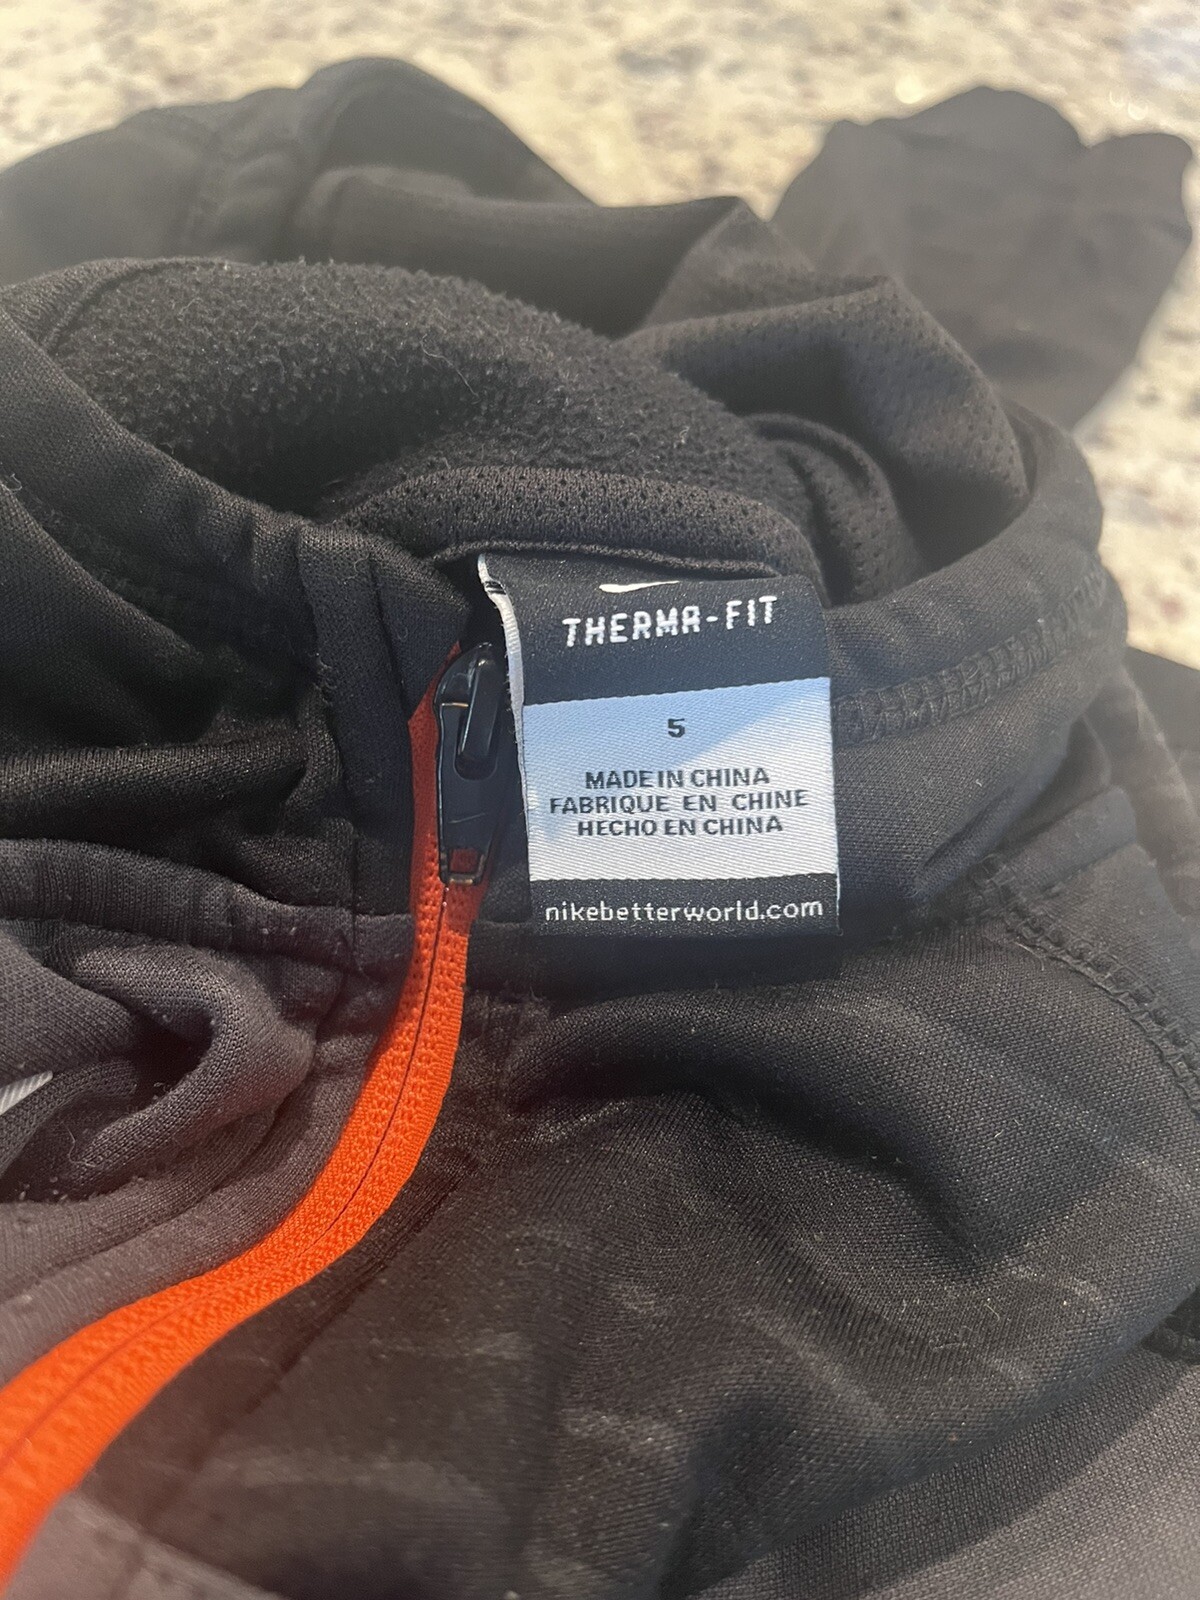 THERMA-FIT
5
MADE IN CHINA
FABRIQUE EN CHINE
HECHO EN CHINA
nikebetterworld.com